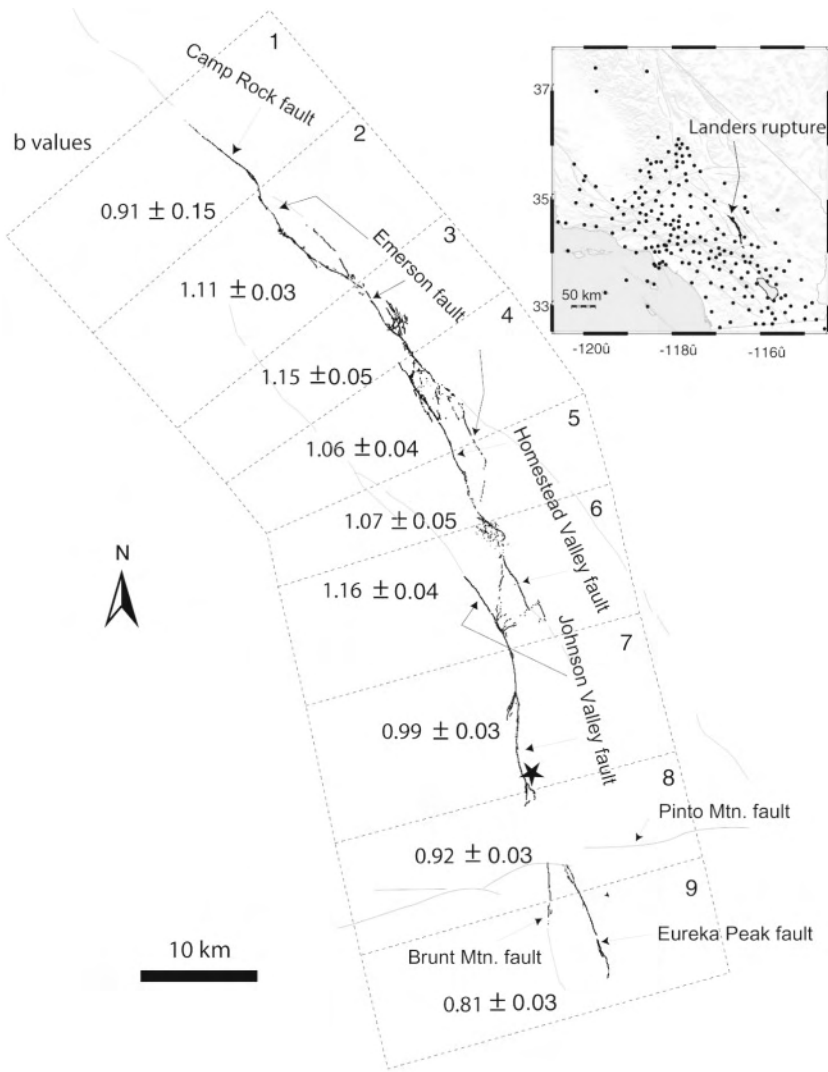 1
Camp Rock fault
2
b values
0.91 ± 0.15
3
Emerson fault
1.11 ± 0.03
4
1.15 ±0.05
5
1.06 ±0.04
Homestead Valley fault
6
1.07 ±0.05
N
1.16 ±0.04
7
Johnson Valley fault
0.99 ±0.03
8
Pinto Mtn. fault
0.92 ±0.03
9
10 km
Brunt Mtn. fault
Eureka Peak fault
0.81 ±0.03
37
Landers rupture
35
33
50 km
-120û
-118û
-116û